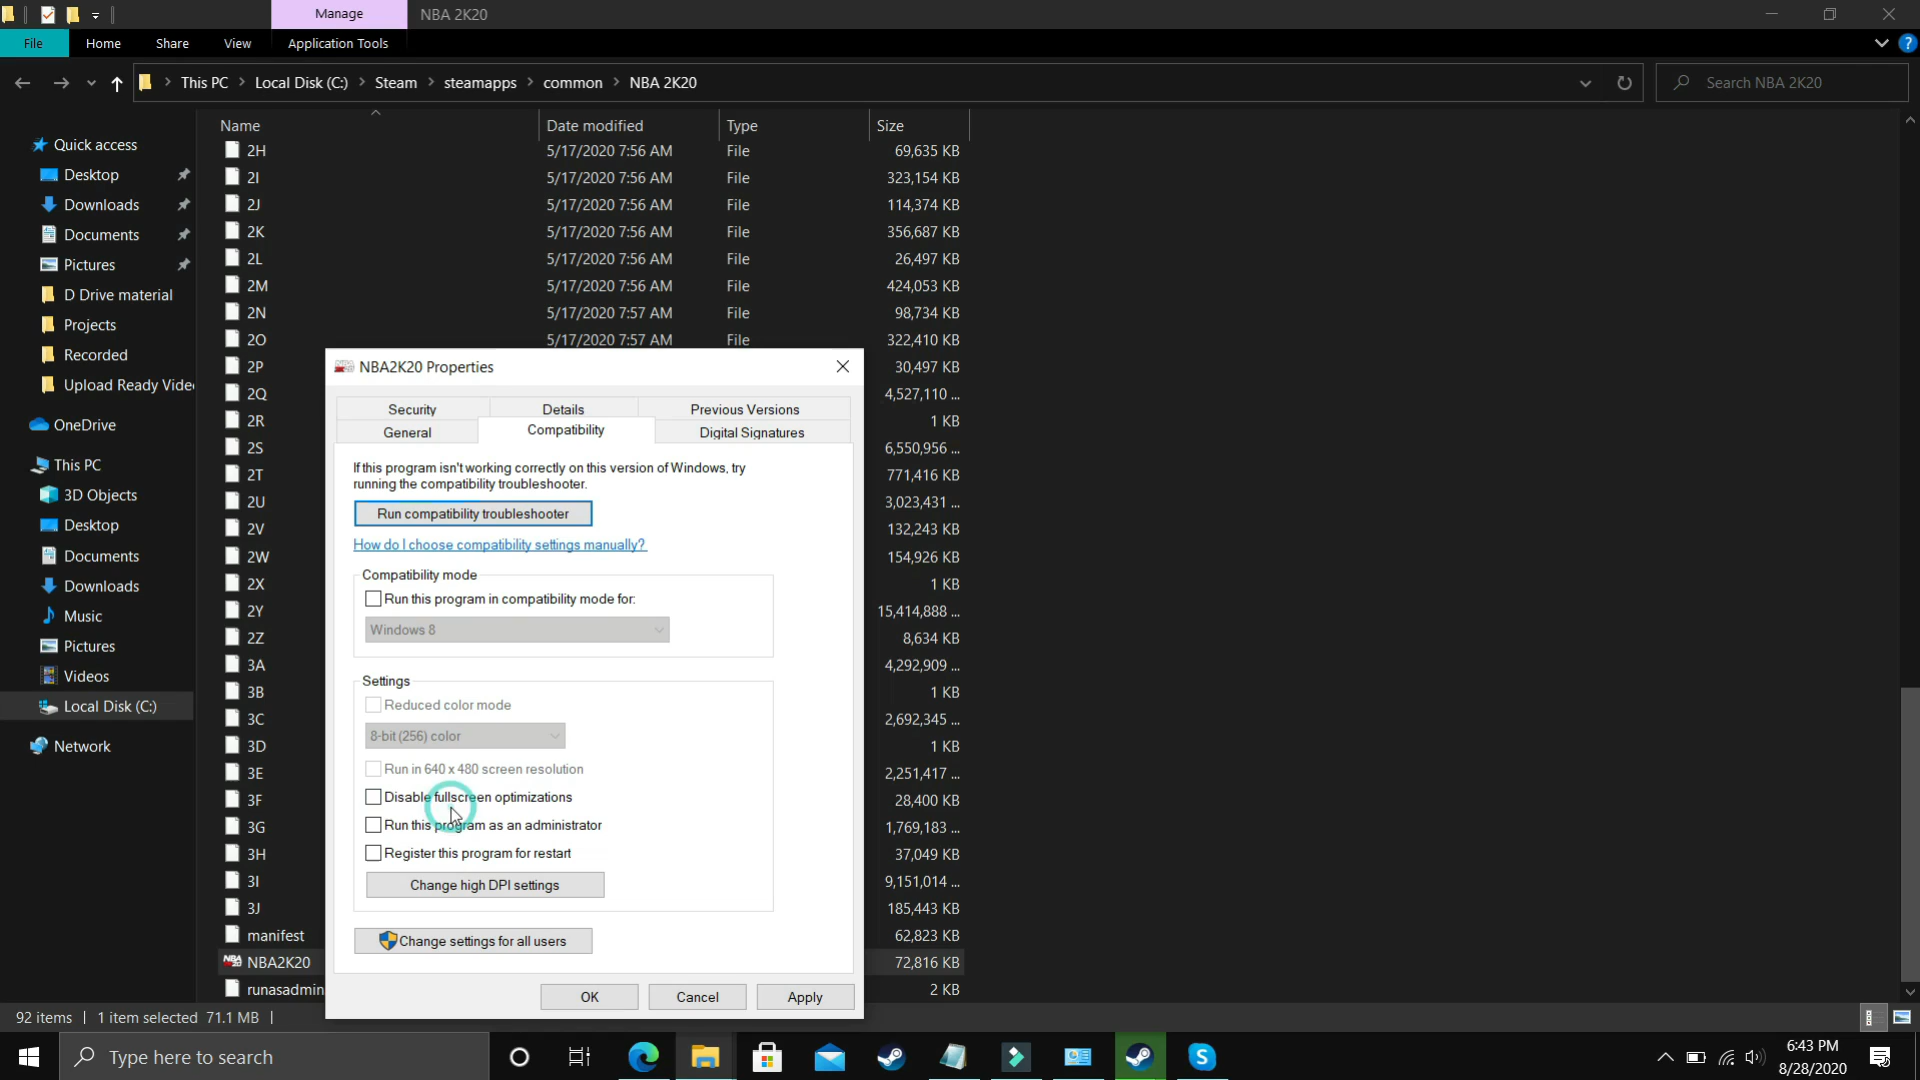 Manage
NBA 2K20
File
Home
Share
View
Application Tools
?
This PC
Local Disk (C:)
Steam
steamapps
common
NBA 2K20
Search NBA 2K20
Name
Date modified
Type
Size
Quick access
Desktop
Downloads
Documents
Pictures
D Drive material
Projects
Recorded
Upload Ready Vide
OneDrive
This PC
3D Objects
Desktop
Documents
Downloads
Music
Pictures
Videos
Local Disk (C:)
Network
2H 5/17/2020 7:56 AM File 69,635 KB
2I 5/17/2020 7:56 AM File 323,154 KB
2J 5/17/2020 7:56 AM File 114,374 KB
2K 5/17/2020 7:56 AM File 356,687 KB
2L 5/17/2020 7:56 AM File 26,497 KB
2M 5/17/2020 7:56 AM File 424,053 KB
2N 5/17/2020 7:57 AM File 98,734 KB
2O 5/17/2020 7:57 AM File 322,410 KB
2P 30,497 KB
2Q 4,527,110 ...
2R 1 KB
2S 6,550,956 ...
2T 771,416 KB
2U 3,023,431 ...
2V 132,243 KB
2W 154,926 KB
2X 1 KB
2Y 15,414,888 ...
2Z 8,634 KB
3A 4,292,909 ...
3B 1 KB
3C 2,692,345 ...
3D 1 KB
3E 2,251,417 ...
3F 28,400 KB
3G 1,769,183 ...
3H 37,049 KB
3I 9,151,014 ...
3J 185,443 KB
manifest 62,823 KB
NBA2K20 72,816 KB
runasadmin 2 KB
NBA2K20 Properties
Security
Details
Previous Versions
General
Compatibility
Digital Signatures
If this program isn't working correctly on this version of Windows, try
running the compatibility troubleshooter.
Run compatibility troubleshooter
How do I choose compatibility settings manually?
Compatibility mode
Run this program in compatibility mode for:
Windows 8
Settings
Reduced color mode
8-bit (256) color
Run in 640 x 480 screen resolution
Disable fullscreen optimizations
Run this program as an administrator
Register this program for restart
Change high DPI settings
Change settings for all users
OK
Cancel
Apply
92 items
1 item selected 71.1 MB
Type here to search
6:43 PM
8/28/2020